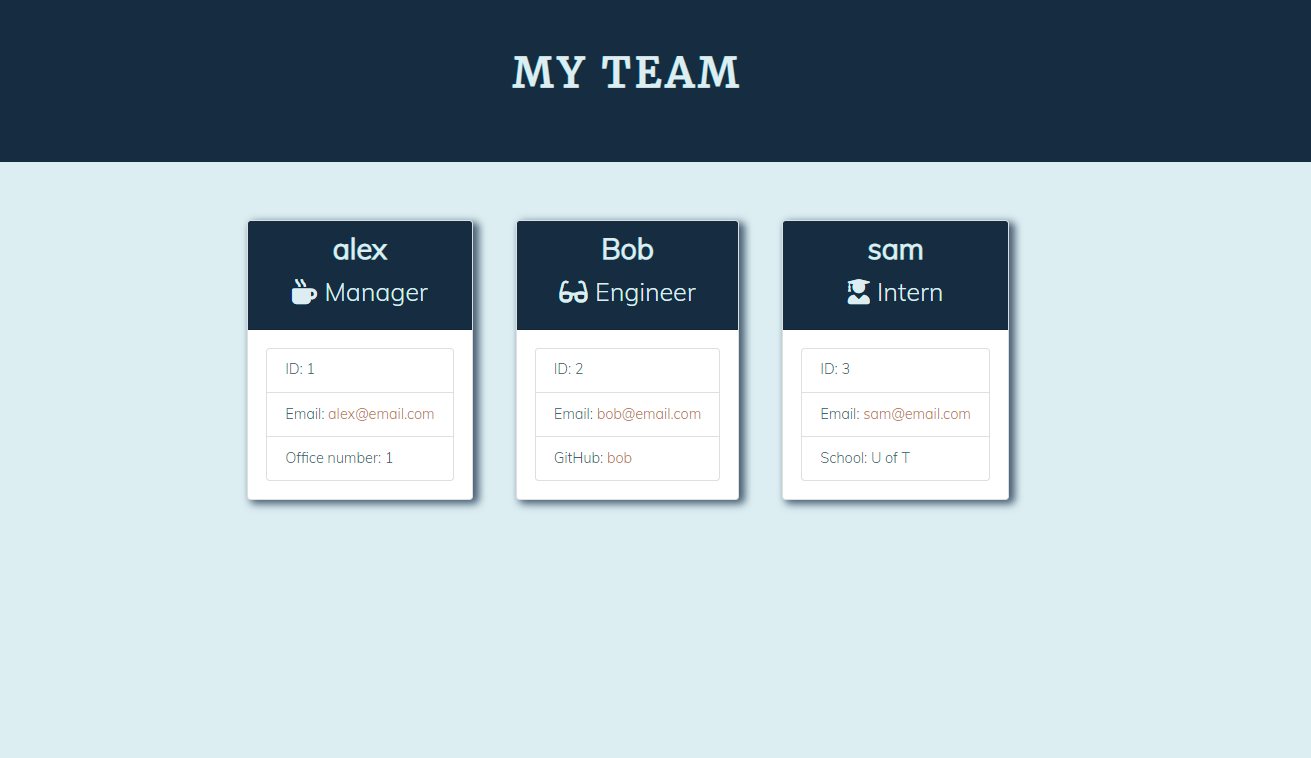 MY TEAM
alex
Manager
ID: 1
Email: alex@email.com
Office number: 1
Bob
Engineer
ID: 2
Email: bob@email.com
GitHub: bob
sam
Intern
ID: 3
Email: sam@email.com
School: U of T